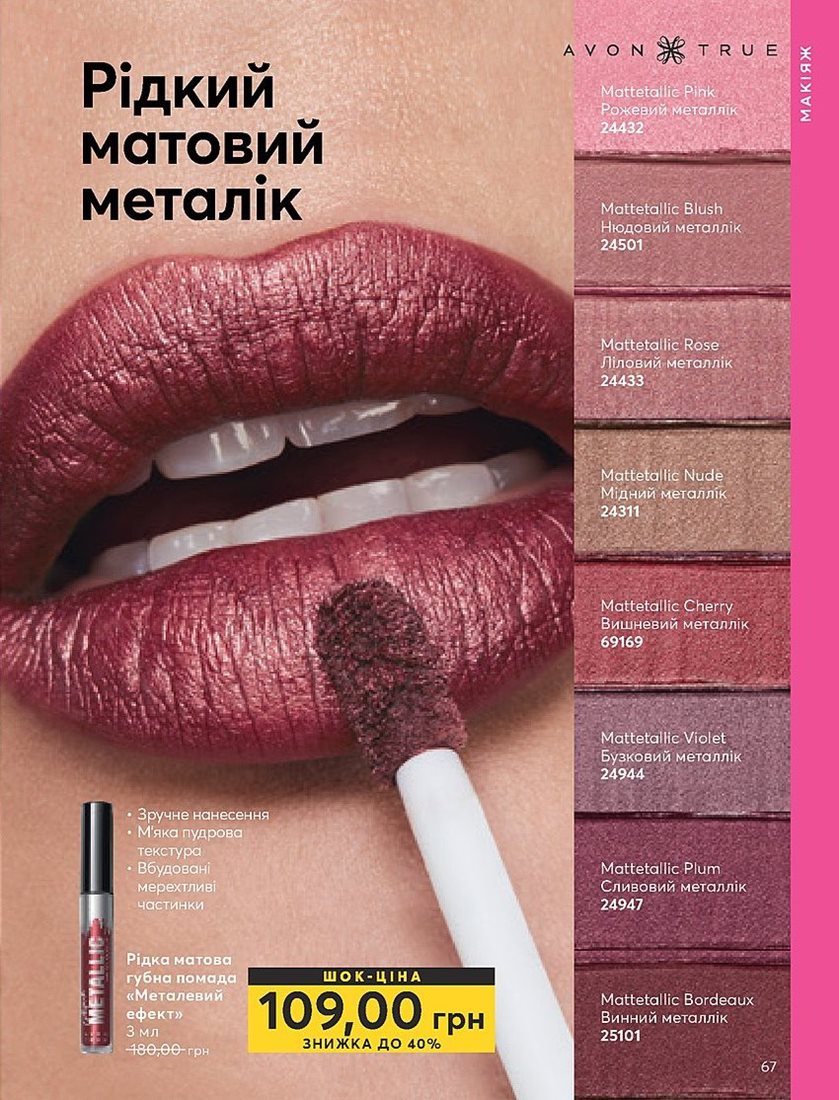 Рідкий
матовий
металік
AVON TRUE
МАКІЯЖ
Mattetallic Pink
Рожевий металлік
24432
Mattetallic Blush
Нюдовий металлік
24501
Mattetallic Rose
Ліловий металлік
24433
Mattetallic Nude
Мідний металлік
24311
Mattetallic Cherry
Вишневий металлік
69169
Mattetallic Violet
Бузковий металлік
24944
Mattetallic Plum
Сливовий металлік
24947
Mattetallic Bordeaux
Винний металлік
25101
• Зручне нанесення
• М'яка пудрова
текстура
• Вбудовані
мерехтливі
частинки
METALLIC
Рідка матова
губна помада
«Металевий
ефект»
3 мл
180,00 грн
ШОК-ЦІНА
109,00 грн
ЗНИЖКА ДО 40%
67